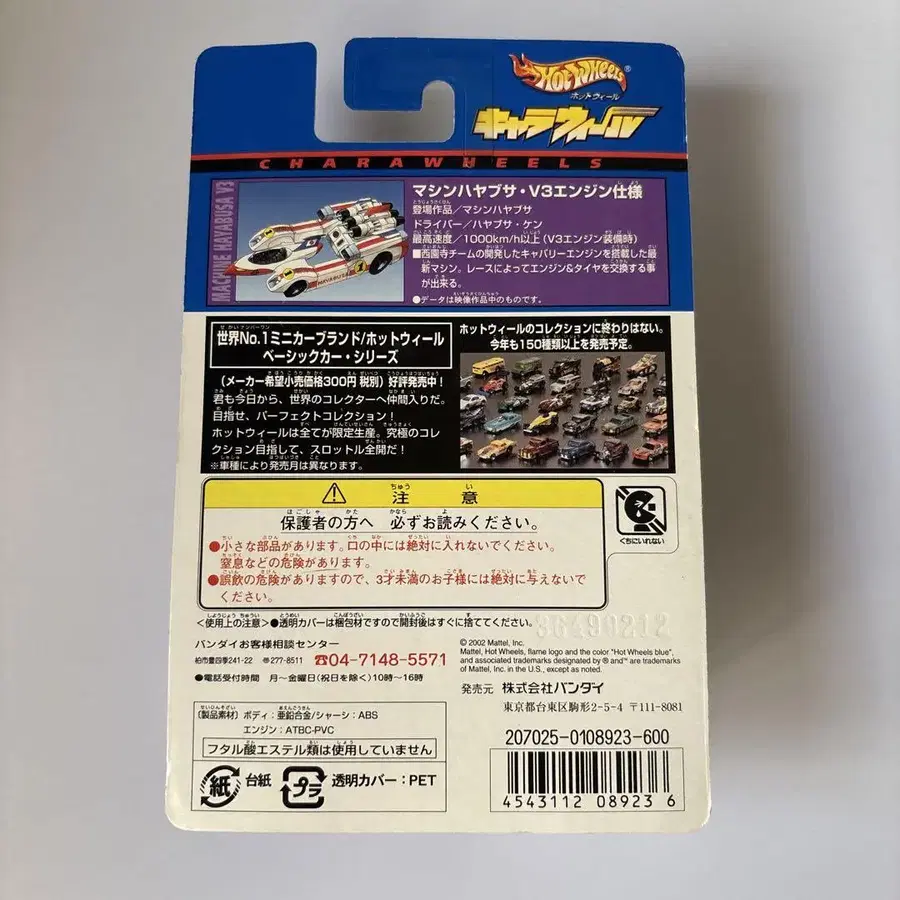 Hot Wheels®
ホットウィール
キャラウィール
CHARAWHEELS
MACHINE HAYABUSA V3
マシンハヤブサ・V3エンジン仕様
登場作品／マシンハヤブサ
ドライバー／ハヤブサ・ケン
最高速度／1000km/h以上(V3エンジン装備時)
■西園寺チームの開発したキャバリーエンジンを搭載した最
新マシン。レースによってエンジン&タイヤを交換する事
が出来る。
●データは映像作品中のものです。
HAYABUSA
1
世界No.1ミニカーブランド/ホットウィール
ベーシックカー・シリーズ
(メーカー希望小売価格300円 税別) 好評発売中！
君も今日から、世界のコレクターへ仲間入りだ。
目指せ、パーフェクトコレクション！
ホットウィールは全てが限定生産。究極のコレ
クション目指して、スロットル全開だ！
※車種により発売月は異なります。
ホットウィールのコレクションに終わりはない。
今年も150種類以上を発売予定。
注意
保護者の方へ 必ずお読みください。
●小さな部品があります。口の中には絶対に入れないでください。
窒息などの危険があります。
●誤飲の危険がありますので、3才未満のお子様には絶対に与えないで
ください。
くちにいれない
<使用上の注意>●透明カバーは梱包材ですので開封後はすぐに捨ててください。
36490212
バンダイお客様相談センター
柏市豊四季241-22 〠277-8511 ☎04-7148-5571
●電話受付時間 月～金曜日(祝日を除く)10時～16時
© 2002 Mattel, Inc.
Mattel, Hot Wheels, flame logo and the color "Hot Wheels blue",
and associated trademarks designated by ® and ™ are trademarks
of Mattel, Inc. in the U.S., except as noted.
発売元 株式会社バンダイ
東京都台東区駒形2-5-4 〒111-8081
〔製品素材〕ボディ：亜鉛合金/シャーシ：ABS
エンジン：ATBC-PVC
フタル酸エステル類は使用していません
紙 台紙 プラ 透明カバー：PET
207025-0108923-600
4543112 08923 6